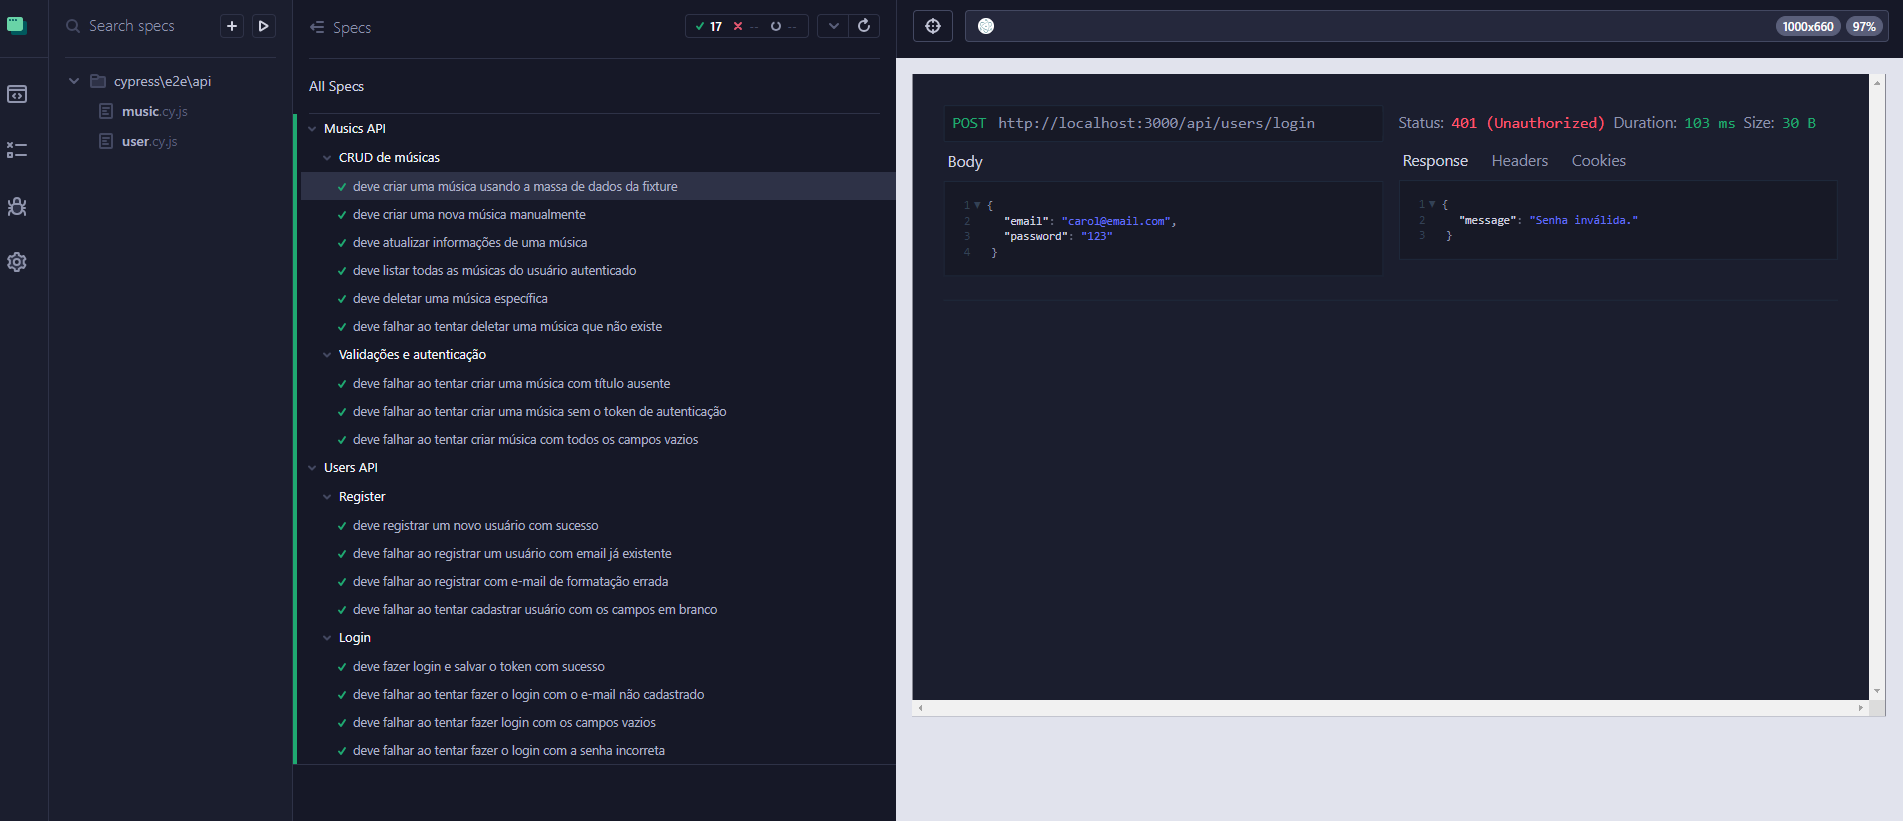 Search specs
cypress\e2e\api
music.cy.js
user.cy.js
Specs
17 -- --
All Specs
Musics API
CRUD de músicas
deve criar uma música usando a massa de dados da fixture
deve criar uma nova música manualmente
deve atualizar informações de uma música
deve listar todas as músicas do usuário autenticado
deve deletar uma música específica
deve falhar ao tentar deletar uma música que não existe
Validações e autenticação
deve falhar ao tentar criar uma música com título ausente
deve falhar ao tentar criar uma música sem o token de autenticação
deve falhar ao tentar criar música com todos os campos vazios
Users API
Register
deve registrar um novo usuário com sucesso
deve falhar ao registrar um usuário com email já existente
deve falhar ao registrar com e-mail de formatação errada
deve falhar ao tentar cadastrar usuário com os campos em branco
Login
deve fazer login e salvar o token com sucesso
deve falhar ao tentar fazer o login com o e-mail não cadastrado
deve falhar ao tentar fazer login com os campos vazios
deve falhar ao tentar fazer o login com a senha incorreta
1000x660 97%
POST http://localhost:3000/api/users/login
Status: 401 (Unauthorized) Duration: 103 ms Size: 30 B
Body
1 {
2 "email": "carol@email.com",
3 "password": "123"
4 }
Response Headers Cookies
1 {
2 "message": "Senha inválida."
3 }